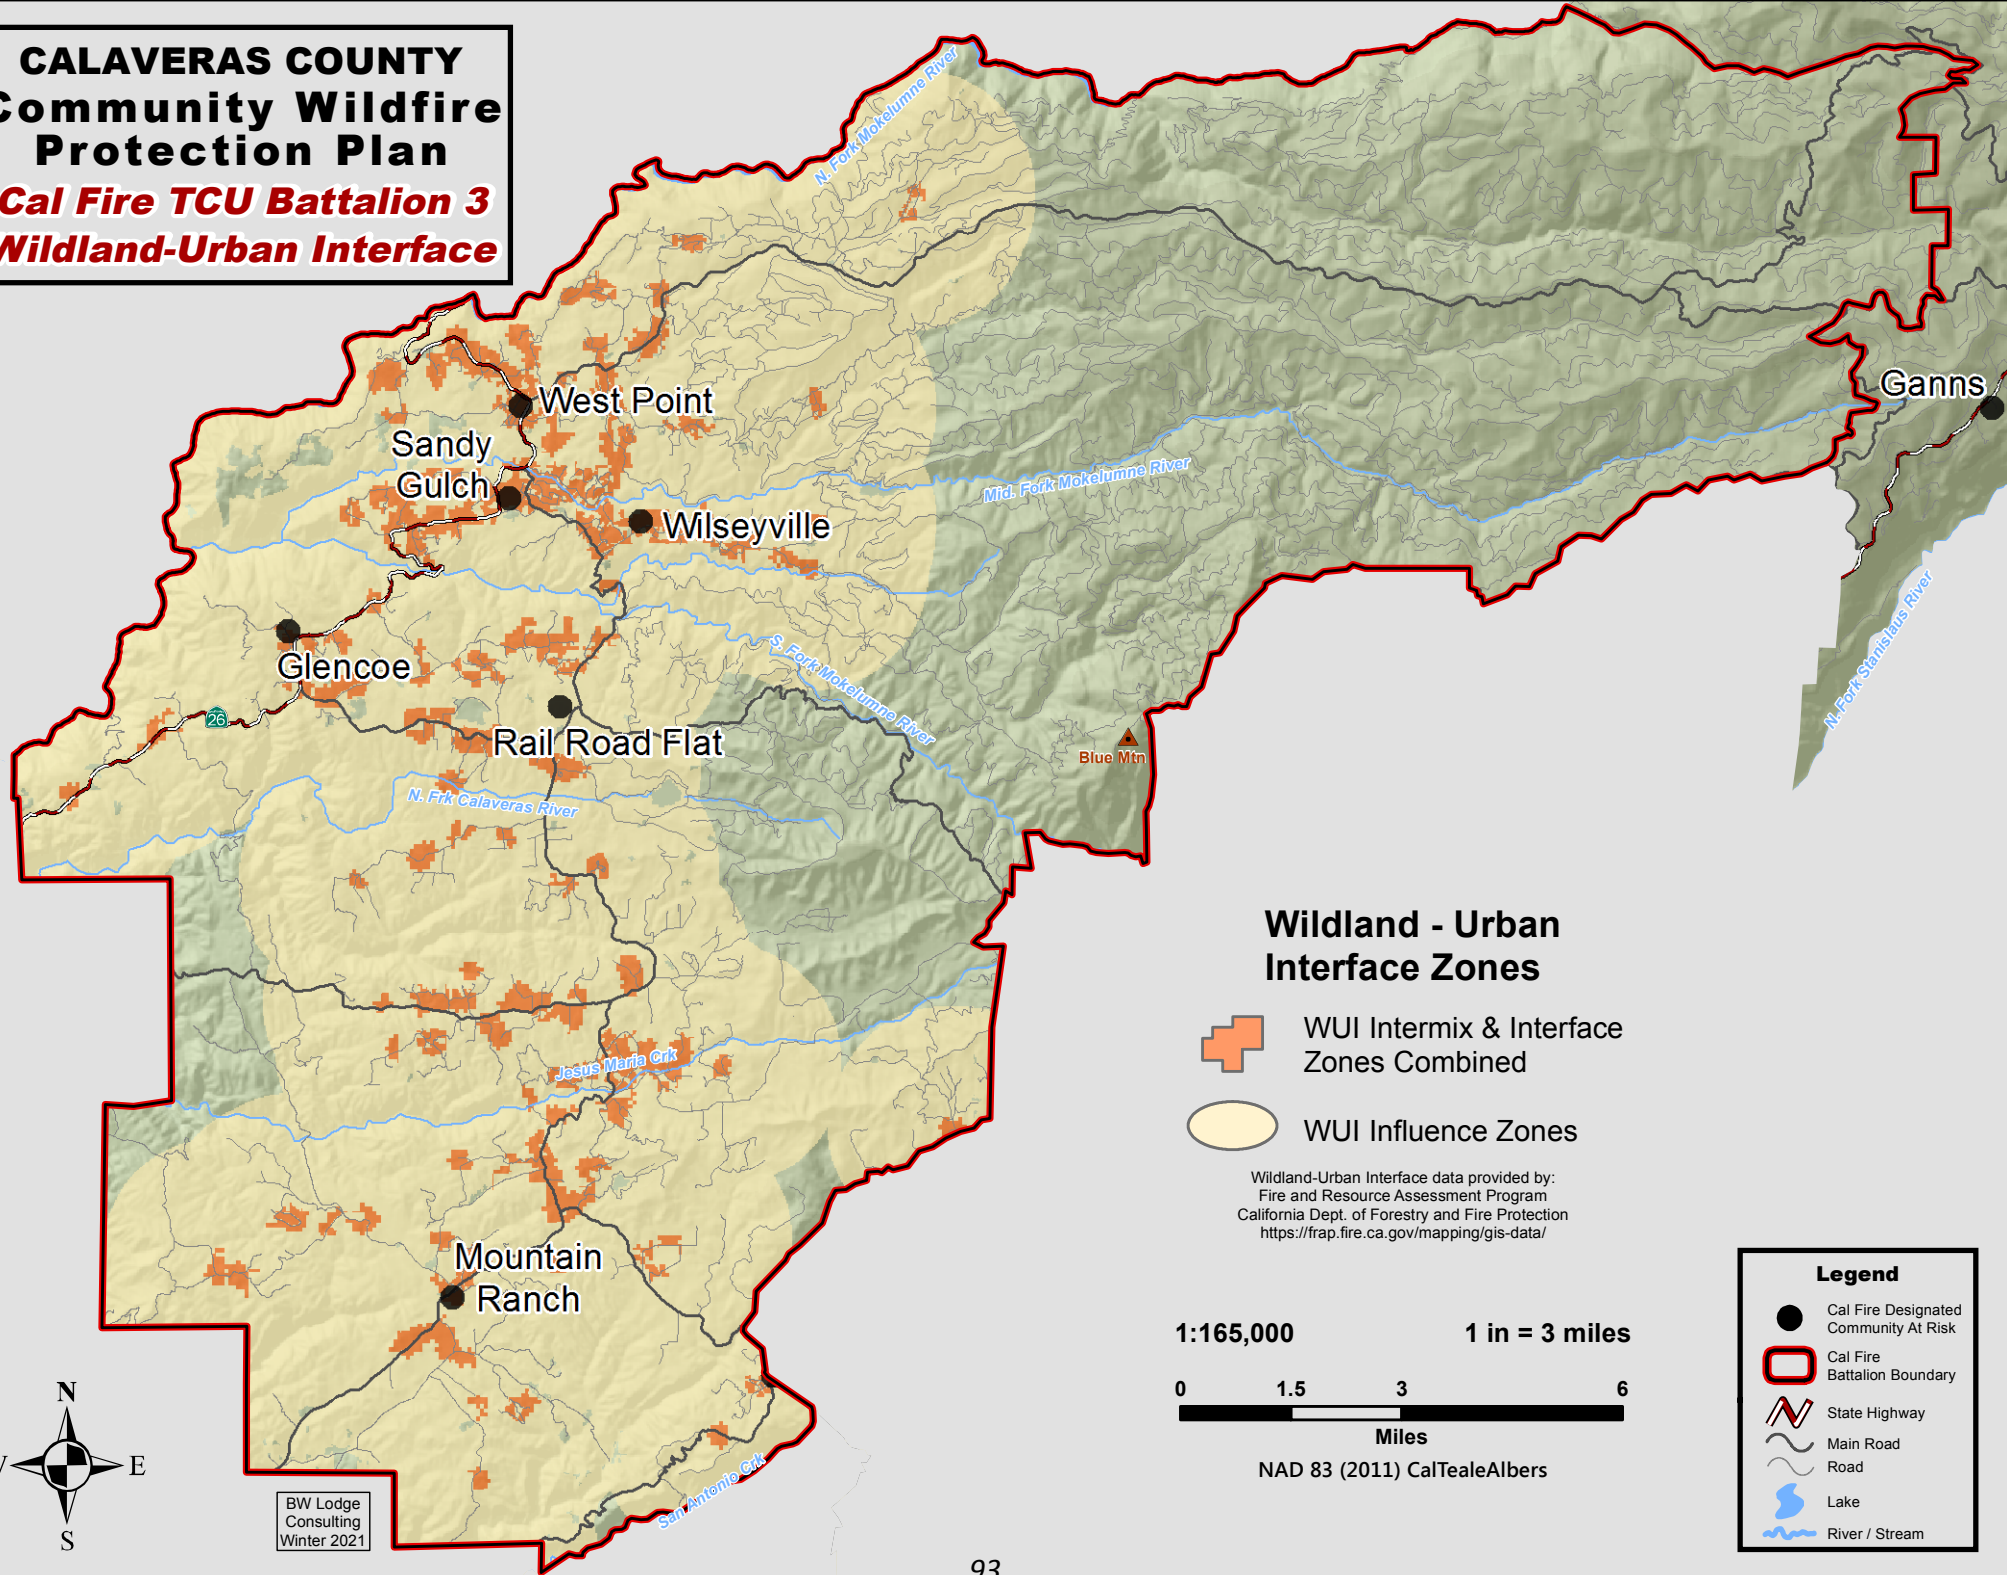 CALAVERAS COUNTY
Community Wildfire
Protection Plan
Cal Fire TCU Battalion 3
Wildland-Urban Interface
N. Fork Mokelumne River
West Point
Sandy
Gulch
Wilseyville
Mid. Fork Mokelumne River
Ganns
Glencoe
26
S. Fork Mokelumne River
N. Fork Stanislaus River
Rail Road Flat
Blue Mtn
N. Frk Calaveras River
Jesus Maria Crk
Mountain
Ranch
San Antonio Crk
Wildland - Urban
Interface Zones
WUI Intermix & Interface
Zones Combined
WUI Influence Zones
Wildland-Urban Interface data provided by:
Fire and Resource Assessment Program
California Dept. of Forestry and Fire Protection
https://frap.fire.ca.gov/mapping/gis-data/
1:165,000 1 in = 3 miles
0 1.5 3 6
Miles
NAD 83 (2011) CalTealeAlbers
Legend
Cal Fire Designated
Community At Risk
Cal Fire
Battalion Boundary
State Highway
Main Road
Road
Lake
River / Stream
N
E
S
BW Lodge
Consulting
Winter 2021
93